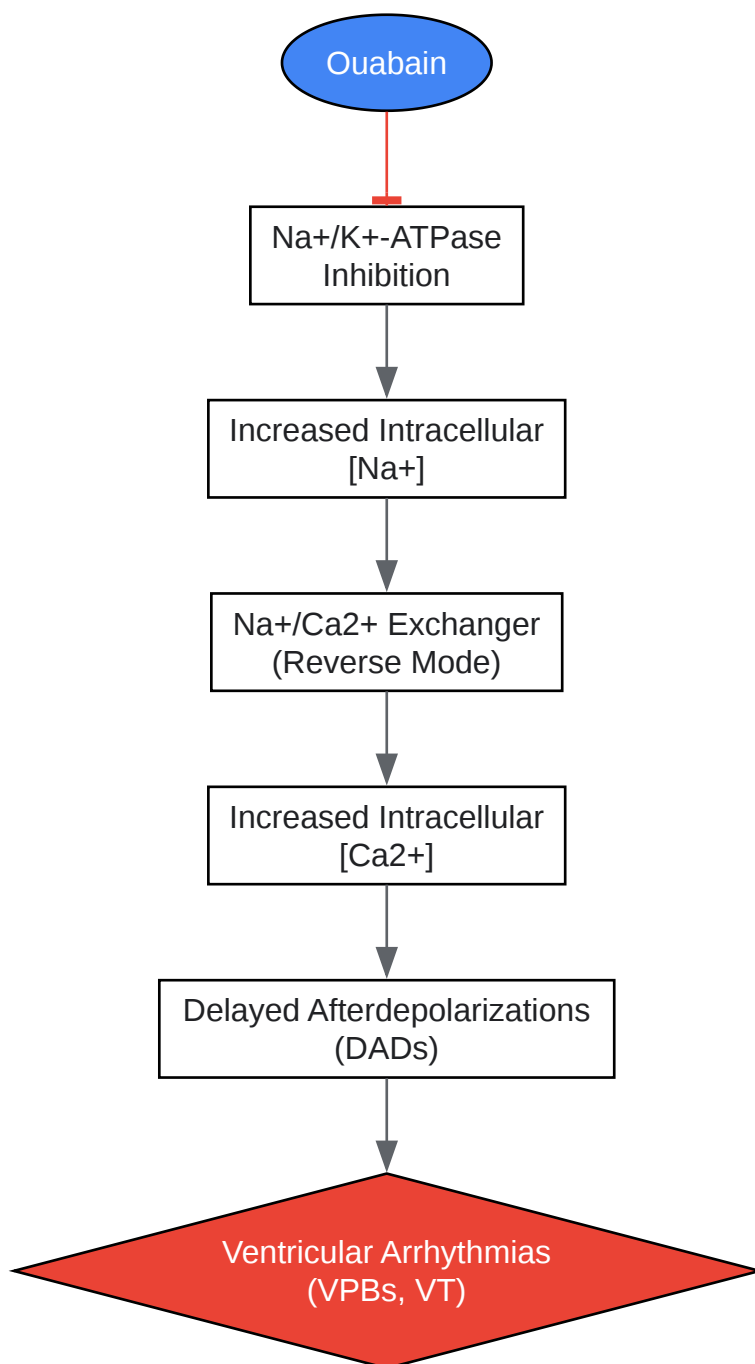 Ouabain
Na+/K+-ATPase
Inhibition
Increased Intracellular
[Na+]
Na+/Ca2+ Exchanger
(Reverse Mode)
Increased Intracellular
[Ca2+]
Delayed Afterdepolarizations
(DADs)
Ventricular Arrhythmias
(VPBs, VT)